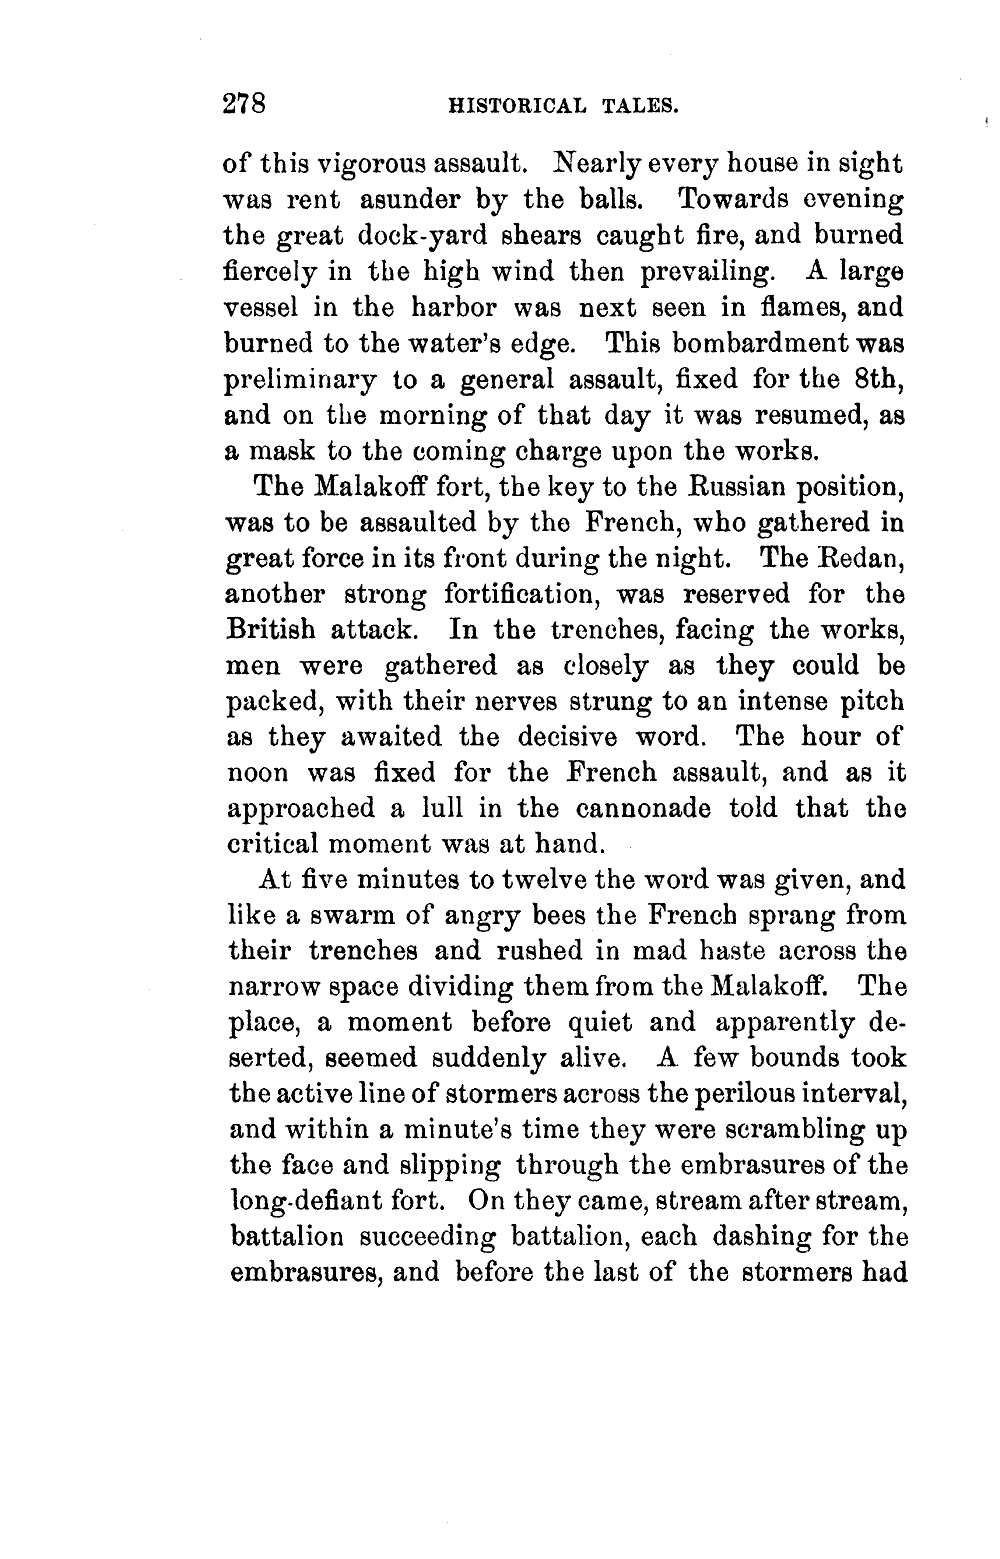 278 HISTORICAL TALES.
of this vigorous assault. Nearly every house in sight
was rent asunder by the balls. Towards evening
the great dock-yard shears caught fire, and burned
fiercely in the high wind then prevailing. A large
vessel in the harbor was next seen in flames, and
burned to the water's edge. This bombardment was
preliminary to a general assault, fixed for the 8th,
and on the morning of that day it was resumed, as
a mask to the coming charge upon the works.
The Malakoff fort, the key to the Russian position,
was to be assaulted by the French, who gathered in
great force in its front during the night. The Redan,
another strong fortification, was reserved for the
British attack. In the trenches, facing the works,
men were gathered as closely as they could be
packed, with their nerves strung to an intense pitch
as they awaited the decisive word. The hour of
noon was fixed for the French assault, and as it
approached a lull in the cannonade told that the
critical moment was at hand.
At five minutes to twelve the word was given, and
like a swarm of angry bees the French sprang from
their trenches and rushed in mad haste across the
narrow space dividing them from the Malakoff. The
place, a moment before quiet and apparently de-
serted, seemed suddenly alive. A few bounds took
the active line of stormers across the perilous interval,
and within a minute's time they were scrambling up
the face and slipping through the embrasures of the
long-defiant fort. On they came, stream after stream,
battalion succeeding battalion, each dashing for the
embrasures, and before the last of the stormers had